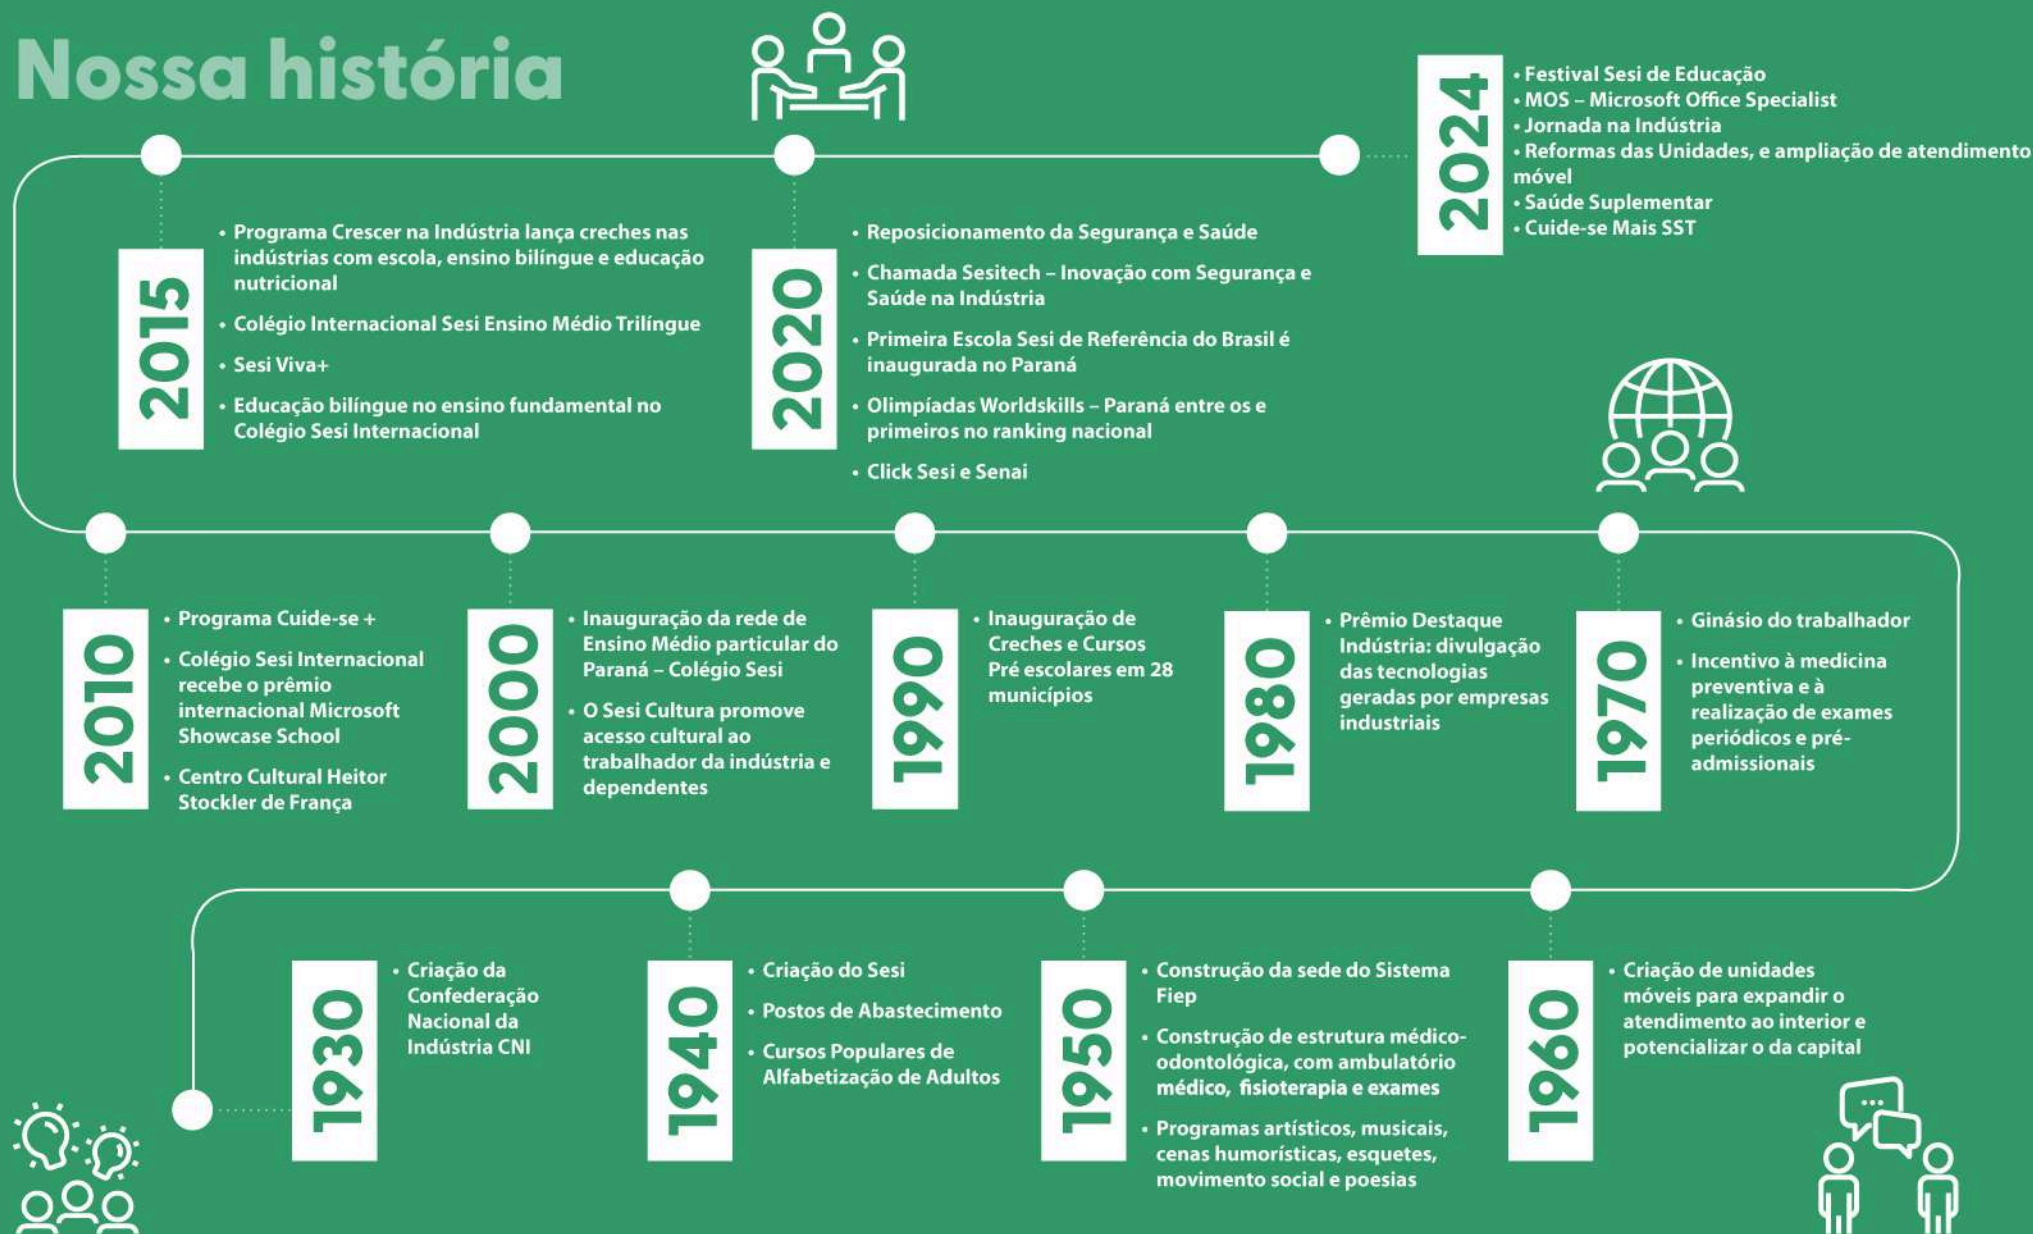 Nossa história
2024
• Festival Sesi de Educação
• MOS – Microsoft Office Specialist
• Jornada na Indústria
• Reformas das Unidades, e ampliação de atendimento
móvel
• Saúde Suplementar
• Cuide-se Mais SST
2015
• Programa Crescer na Indústria lança creches nas
indústrias com escola, ensino bilíngue e educação
nutricional
• Colégio Internacional Sesi Ensino Médio Trilíngue
• Sesi Viva+
• Educação bilíngue no ensino fundamental no
Colégio Sesi Internacional
2020
• Reposicionamento da Segurança e Saúde
• Chamada Sesitech – Inovação com Segurança e
Saúde na Indústria
• Primeira Escola Sesi de Referência do Brasil é
inaugurada no Paraná
• Olimpíadas Worldskills – Paraná entre os e
primeiros no ranking nacional
• Click Sesi e Senai
2010
• Programa Cuide-se +
• Colégio Sesi Internacional
recebe o prêmio
internacional Microsoft
Showcase School
• Centro Cultural Heitor
Stockler de França
2000
• Inauguração da rede de
Ensino Médio particular do
Paraná – Colégio Sesi
• O Sesi Cultura promove
acesso cultural ao
trabalhador da indústria e
dependentes
1990
• Inauguração de
Creches e Cursos
Pré escolares em 28
municípios
1980
• Prêmio Destaque
Indústria: divulgação
das tecnologias
geradas por empresas
industriais
1970
• Ginásio do trabalhador
• Incentivo à medicina
preventiva e à
realização de exames
periódicos e pré-
admissionais
1930
• Criação da
Confederação
Nacional da
Indústria CNI
1940
• Criação do Sesi
• Postos de Abastecimento
• Cursos Populares de
Alfabetização de Adultos
1950
• Construção da sede do Sistema
Fiep
• Construção de estrutura médico-
odontológica, com ambulatório
médico, fisioterapia e exames
• Programas artísticos, musicais,
cenas humorísticas, esquetes,
movimento social e poesias
1960
• Criação de unidades
móveis para expandir o
atendimento ao interior e
potencializar o da capital